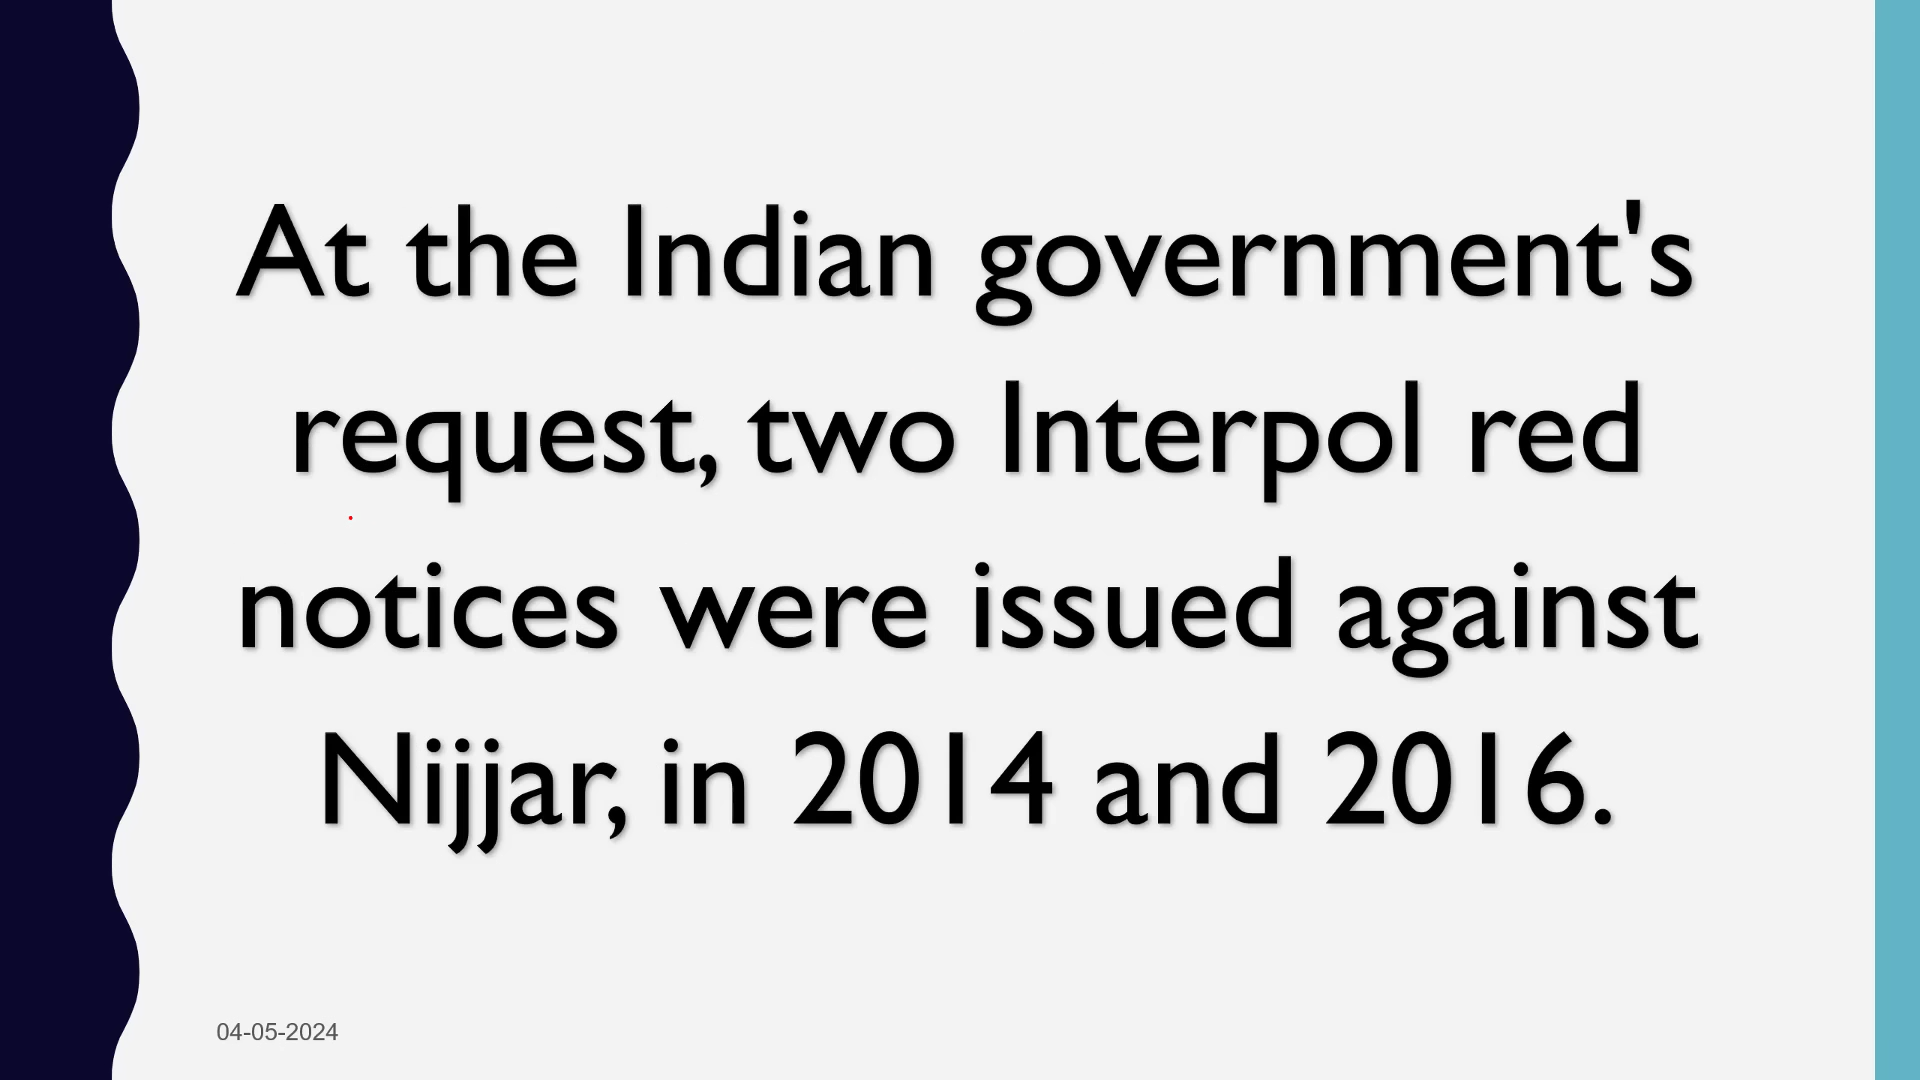 At the Indian government's
request, two Interpol red
notices were issued against
Nijjar, in 2014 and 2016.
04-05-2024